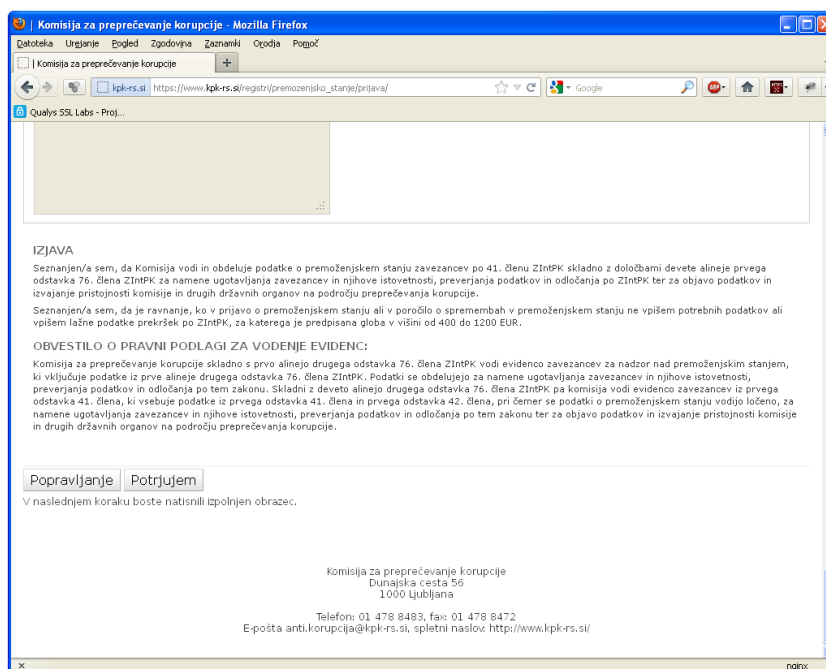 | Komisija za preprečevanje korupcije - Mozilla Firefox
Datoteka Urejanje Pogled Zgodovina Zaznamki Orodja Pomoč
| Komisija za preprečevanje korupcije +
kpk-rs.si https://www.kpk-rs.si/registri/premozenjsko_stanje/prijava/ Google ABP
Qualys SSL Labs - Proj...
IZJAVA
Seznanjen/a sem, da Komisija vodi in obdeluje podatke o premoženjskem stanju zavezancev po 41. členu ZIntPK skladno z določbami devete alineje prvega
odstavka 76. člena ZIntPK za namene ugotavljanja zavezancev in njihove istovetnosti, preverjanja podatkov in odločanja po ZIntPK ter za objavo podatkov in
izvajanje pristojnosti komisije in drugih državnih organov na področju preprečevanja korupcije.
Seznanjen/a sem, da je ravnanje, ko v prijavo o premoženjskem stanju ali v poročilo o spremembah v premoženjskem stanju ne vpišem potrebnih podatkov ali
vpišem lažne podatke prekršek po ZIntPK, za katerega je predpisana globa v višini od 400 do 1200 EUR.
OBVESTILO O PRAVNI PODLAGI ZA VODENJE EVIDENC:
Komisija za preprečevanje korupcije skladno s prvo alinejo drugega odstavka 76. člena ZIntPK vodi evidenco zavezancev za nadzor nad premoženjskim stanjem,
ki vključuje podatke iz prve alineje drugega odstavka 76. člena ZIntPK. Podatki se obdelujejo za namene ugotavljanja zavezancev in njihove istovetnosti,
preverjanja podatkov in odločanja po tem zakonu. Skladni z deveto alinejo drugega odstavka 76. člena ZIntPK pa komisija vodi evidenco zavezancev iz prvega
odstavka 41. člena, ki vsebuje podatke iz prvega odstavka 41. člena in prvega odstavka 42. člena, pri čemer se podatki o premoženjskem stanju vodijo ločeno, za
namene ugotavljanja zavezancev in njihove istovetnosti, preverjanja podatkov in odločanja po tem zakonu ter za objavo podatkov in izvajanje pristojnosti komisije
in drugih državnih organov na področju preprečevanja korupcije.
Popravljanje Potrjujem
V naslednjem koraku boste natisnili izpolnjen obrazec.
Komisija za preprečevanje korupcije
Dunajska cesta 56
1000 Ljubljana
Telefon: 01 478 8483, fax: 01 478 8472
E-pošta anti.korupcija@kpk-rs.si, spletni naslov: http://www.kpk-rs.si/
nginx